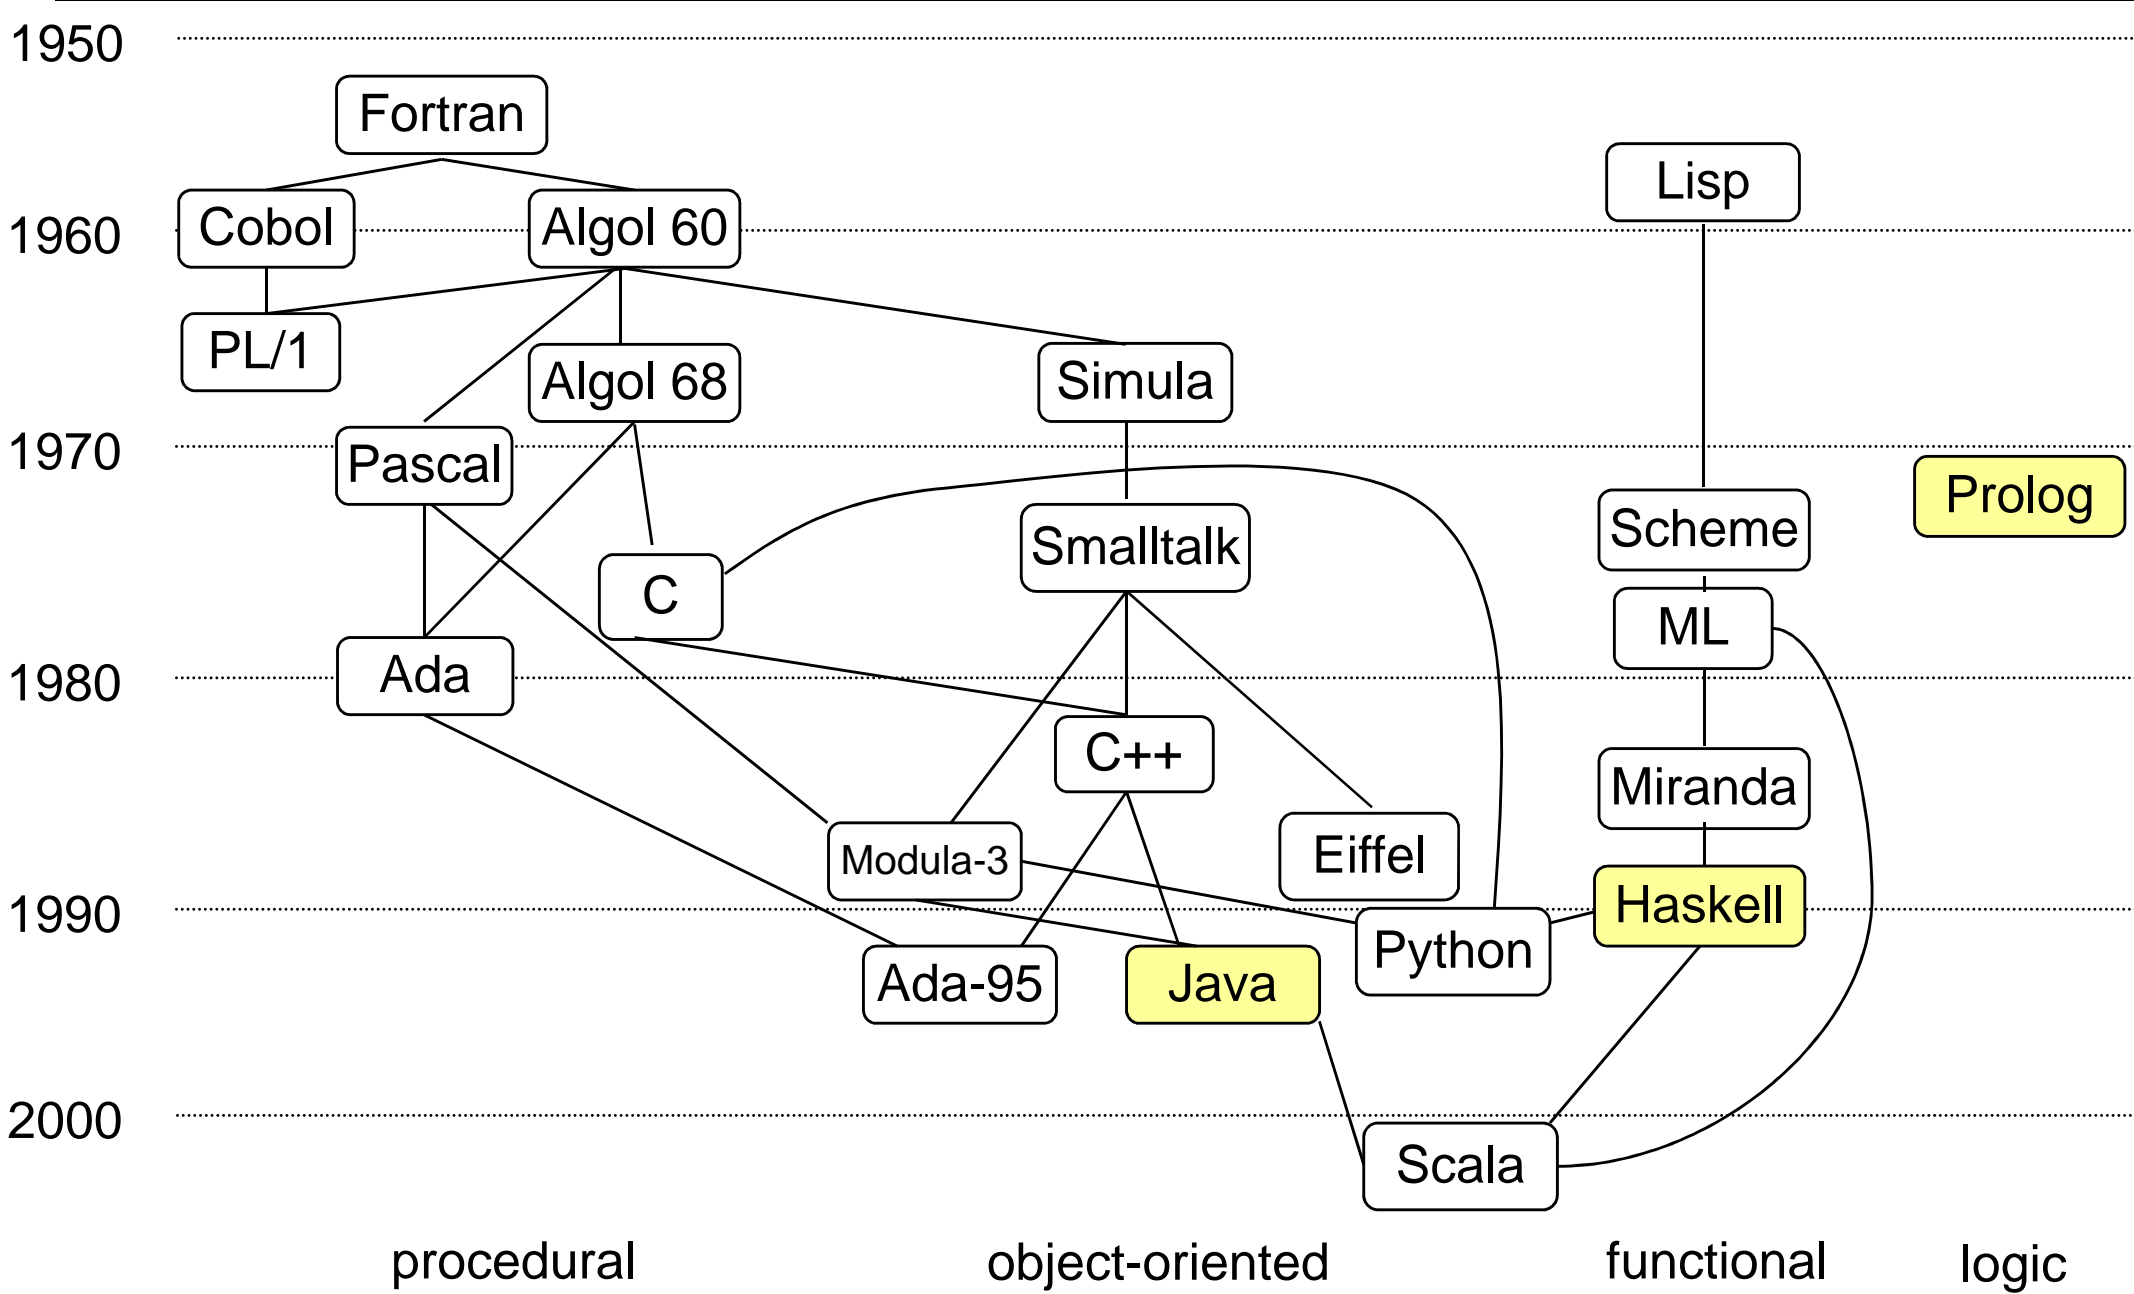 1950
Fortran
Lisp
1960
Cobol
Algol 60
PL/1
Algol 68
Simula
1970
Pascal
Prolog
Scheme
Smalltalk
C
ML
1980
Ada
C++
Miranda
Modula-3
Eiffel
1990
Haskell
Python
Ada-95
Java
2000
Scala
procedural
object-oriented
functional
logic